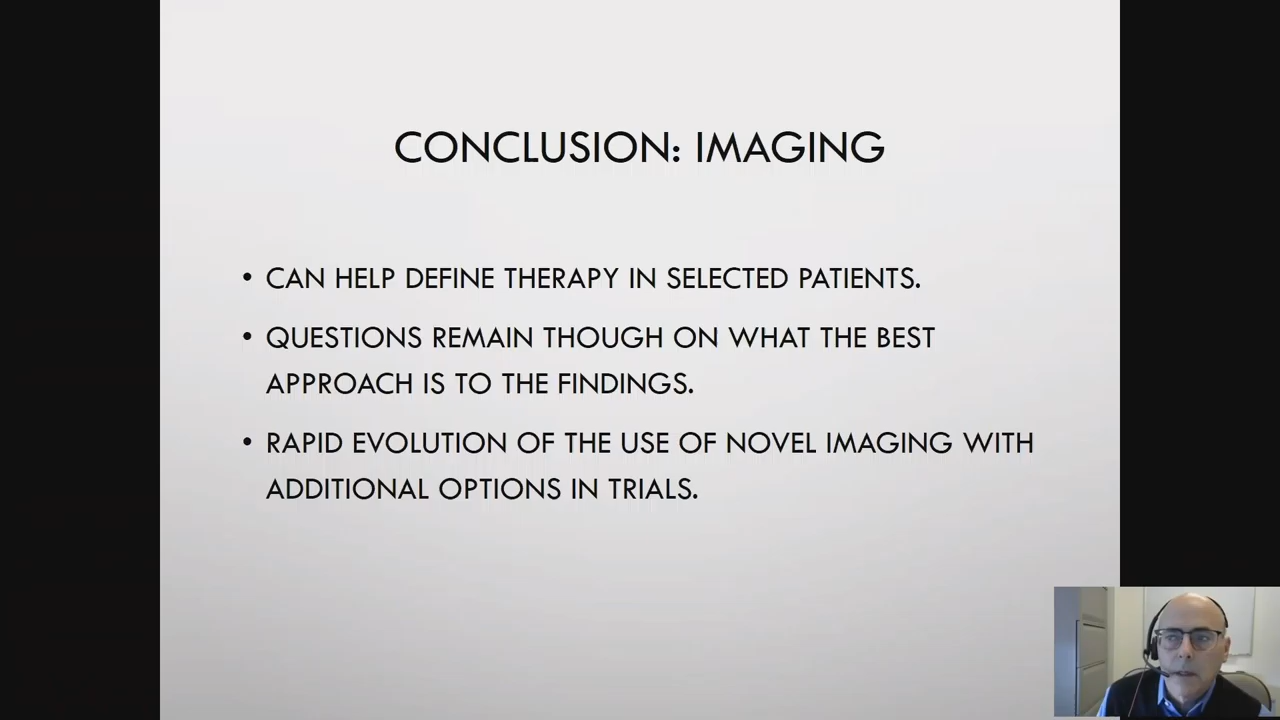 CONCLUSION: IMAGING
• CAN HELP DEFINE THERAPY IN SELECTED PATIENTS.
• QUESTIONS REMAIN THOUGH ON WHAT THE BEST
APPROACH IS TO THE FINDINGS.
• RAPID EVOLUTION OF THE USE OF NOVEL IMAGING WITH
ADDITIONAL OPTIONS IN TRIALS.